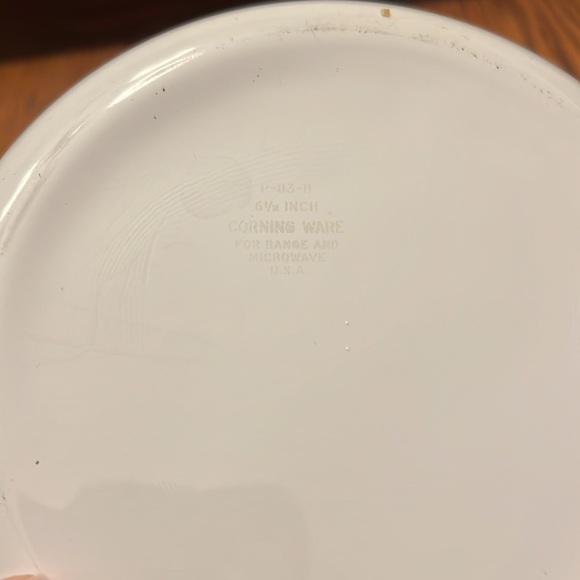 P-83-B
6½ INCH
CORNING WARE
FOR RANGE AND
MICROWAVE
U.S.A.